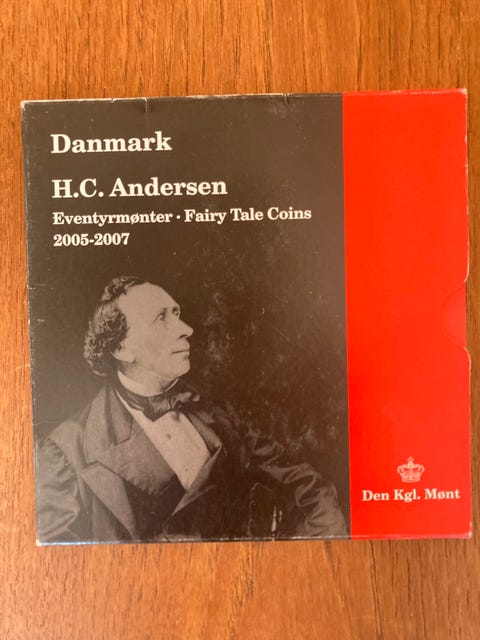 Danmark
H.C. Andersen
Eventyrmønter · Fairy Tale Coins
2005-2007
Den Kgl. Mønt